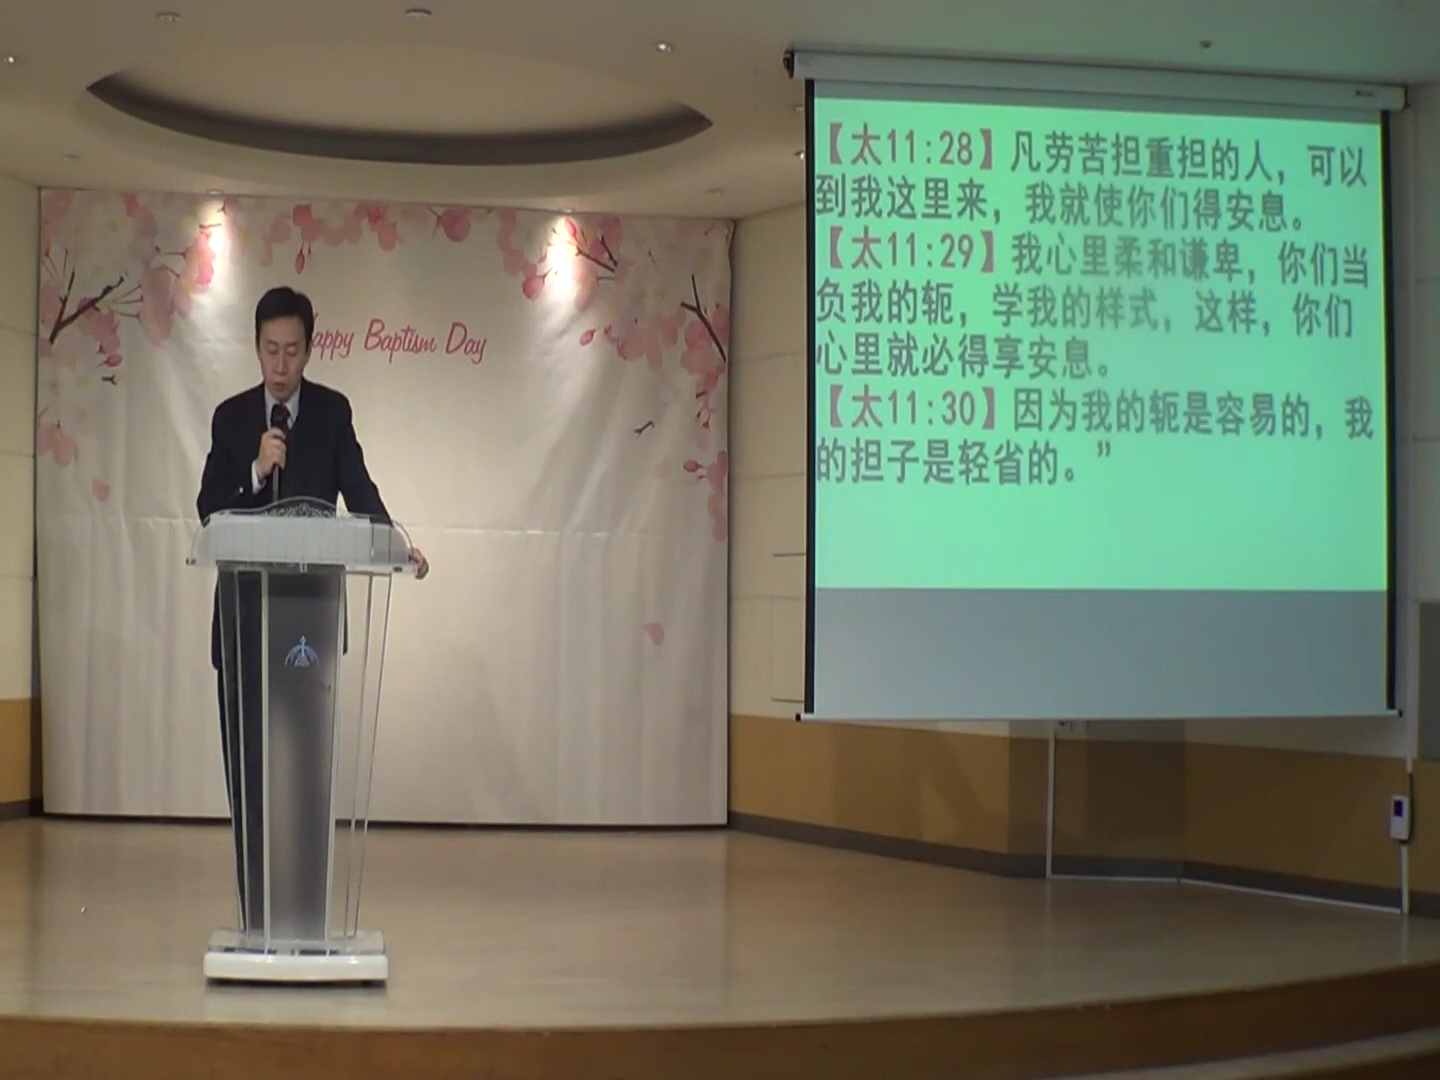 Happy Baptism Day
【太11:28】凡劳苦担重担的人，可以
到我这里来，我就使你们得安息。
【太11:29】我心里柔和谦卑，你们当
负我的轭，学我的样式，这样，你们
心里就必得享安息。
【太11:30】因为我的轭是容易的，我
的担子是轻省的。”